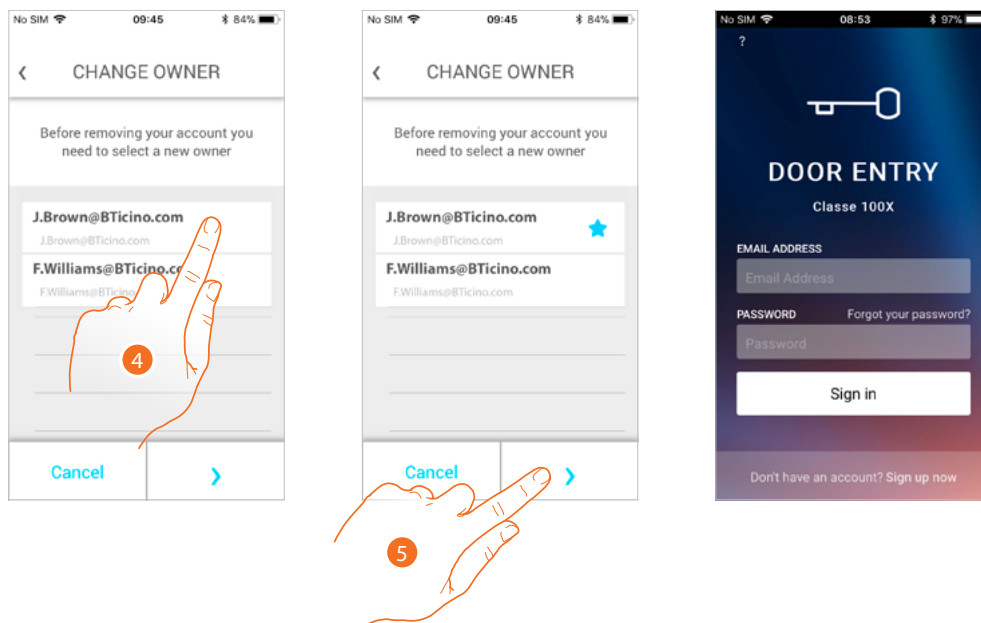 No SIM 09:45 84%
CHANGE OWNER
Before removing your account you
need to select a new owner
J.Brown@BTicino.com
J.Brown@BTicino.com
F.Williams@BTicino.co
F.Williams@BTicino
4
Cancel
No SIM 09:45 84%
CHANGE OWNER
Before removing your account you
need to select a new owner
J.Brown@BTicino.com
J.Brown@BTicino.com
F.Williams@BTicino.com
F.Williams@BTicino.com
Cancel
5
No SIM 08:53 97%
?
DOOR ENTRY
Classe 100X
EMAIL ADDRESS
Email Address
PASSWORD Forgot your password?
Password
Sign in
Don't have an account? Sign up now